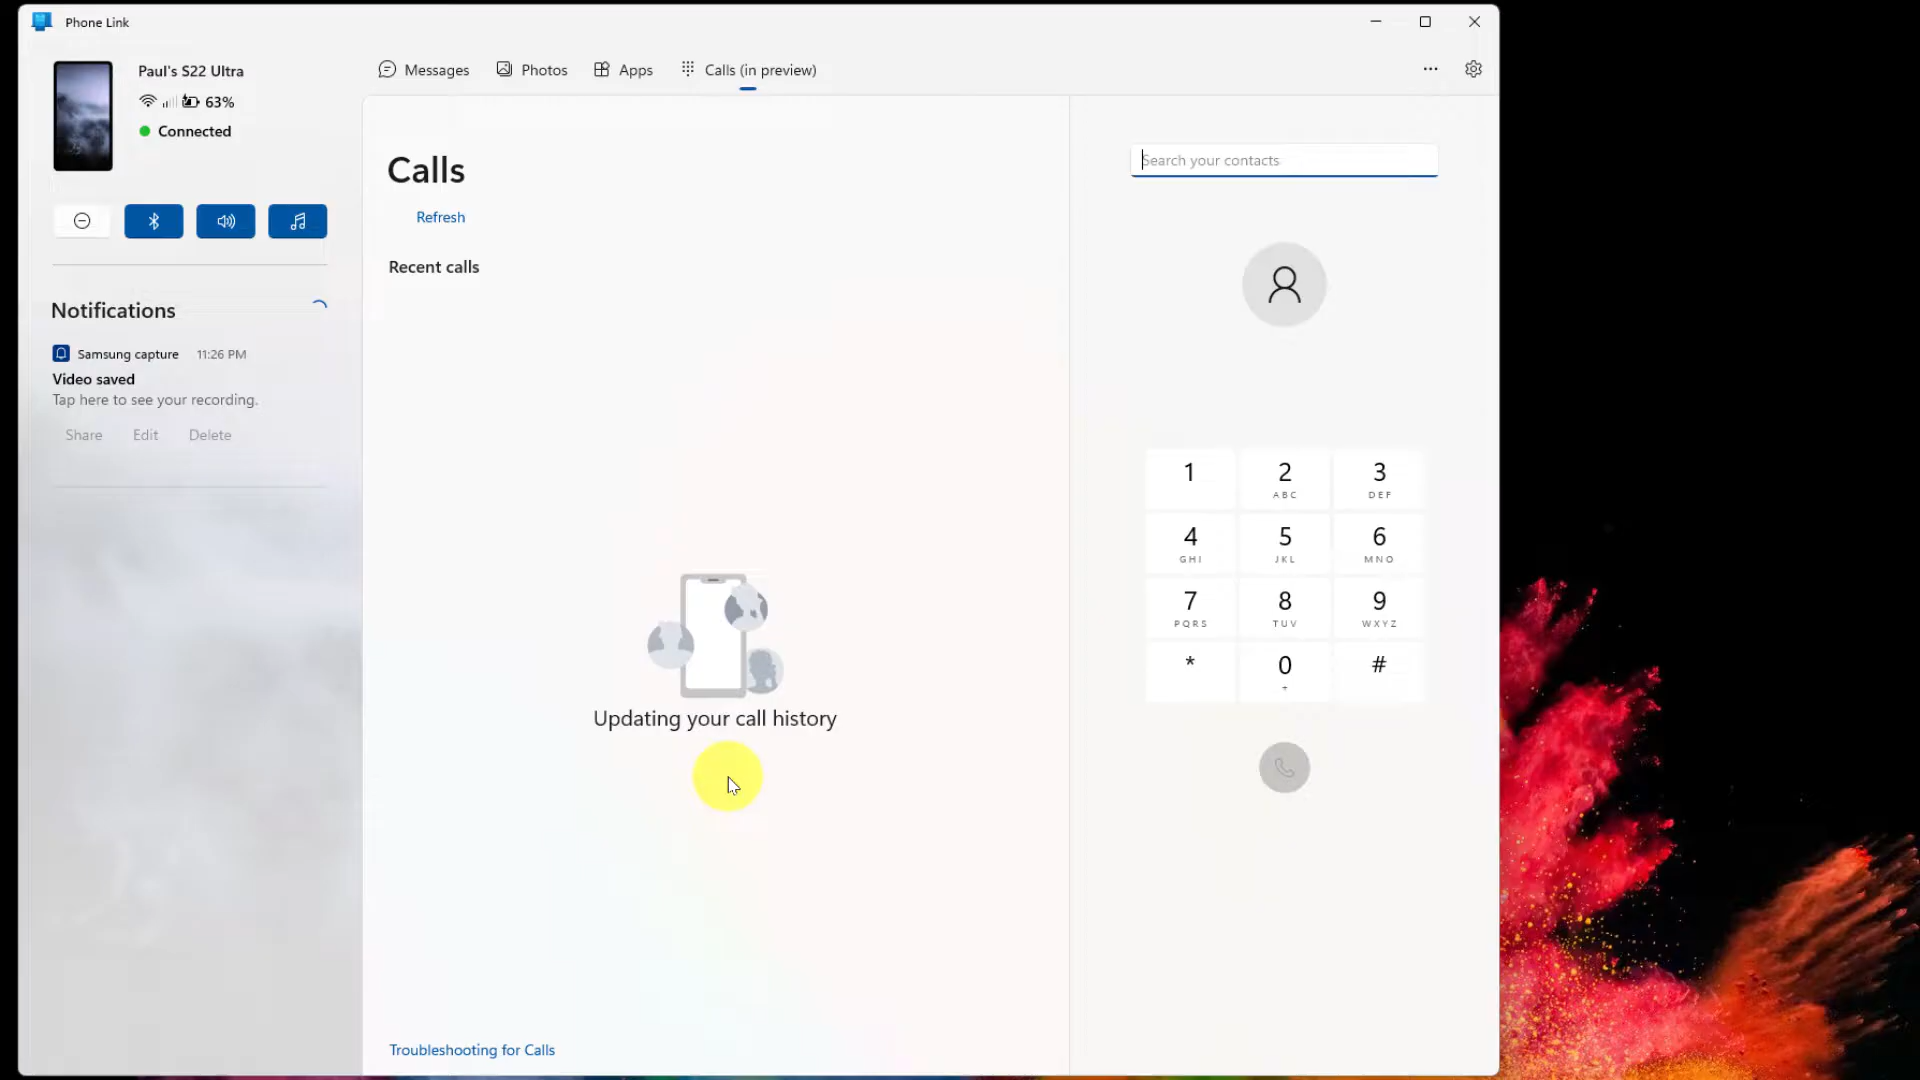 Phone Link
Paul's S22 Ultra
63%
Connected
Messages
Photos
Apps
Calls (in preview)
Notifications
Samsung capture 11:26 PM
Video saved
Tap here to see your recording.
Share Edit Delete
Calls
Refresh
Recent calls
Updating your call history
Troubleshooting for Calls
Search your contacts
1 2 3
ABC DEF
4 5 6
GHI JKL MNO
7 8 9
PQRS TUV WXYZ
* 0 #
+